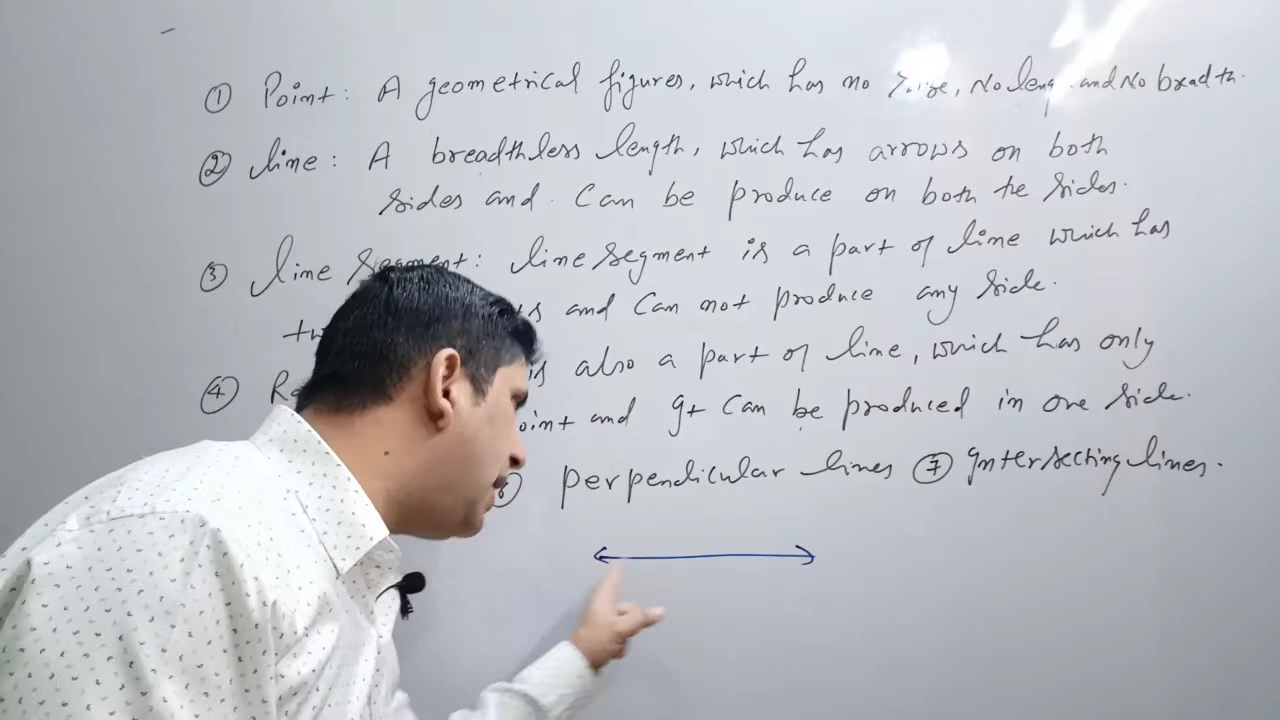 ① Point: A geometrical figures, which has no size, No leng and No breadth.
② line: A breadthless length, which has arrows on both
sides and. Can be produce on both the sides.
③ line Segment: line segment is a part of line which has
and Can not produce any side.
④ is also a part of line, which has only
and It Can be produced in one side.
perpendicular lines ⑦ Intersecting lines.